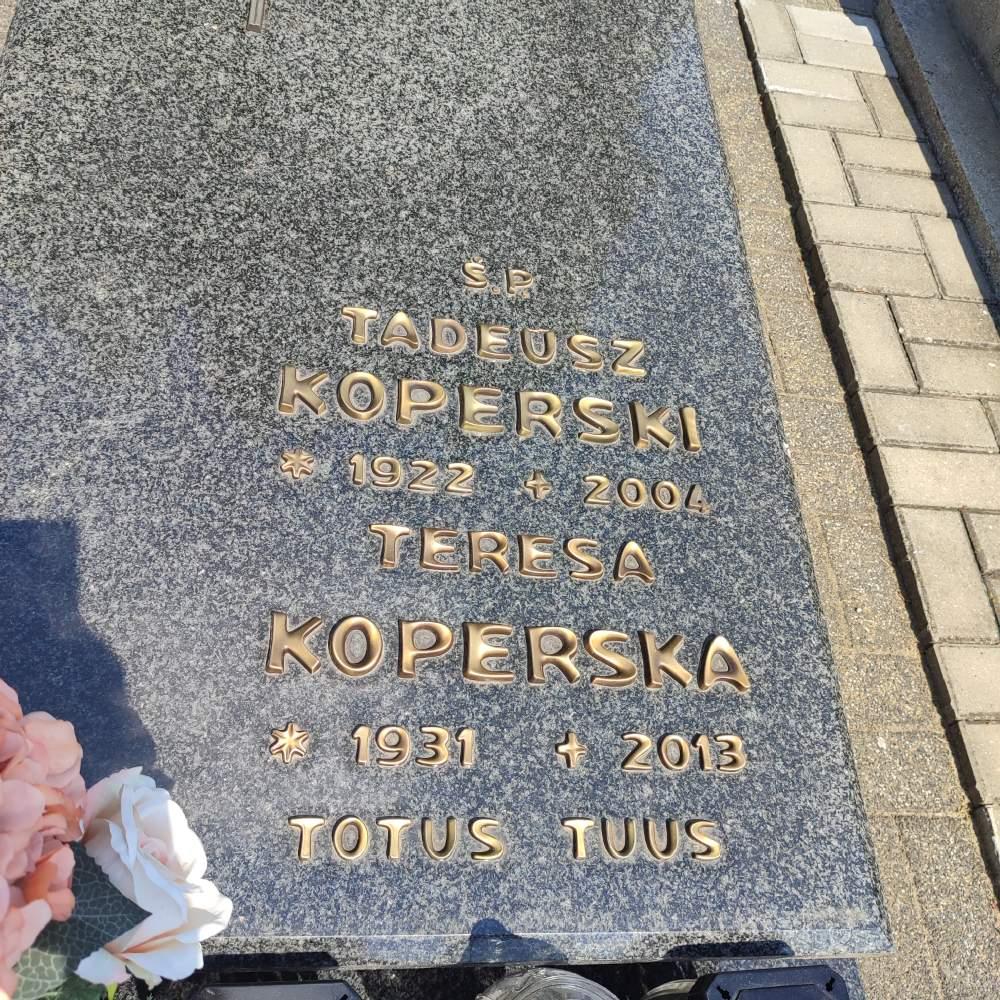 Ś.P.
TADEUSZ
KOPERSKI
* 1922 + 2004
TERESA
KOPERSKA
* 1931 + 2013
TOTUS TUUS